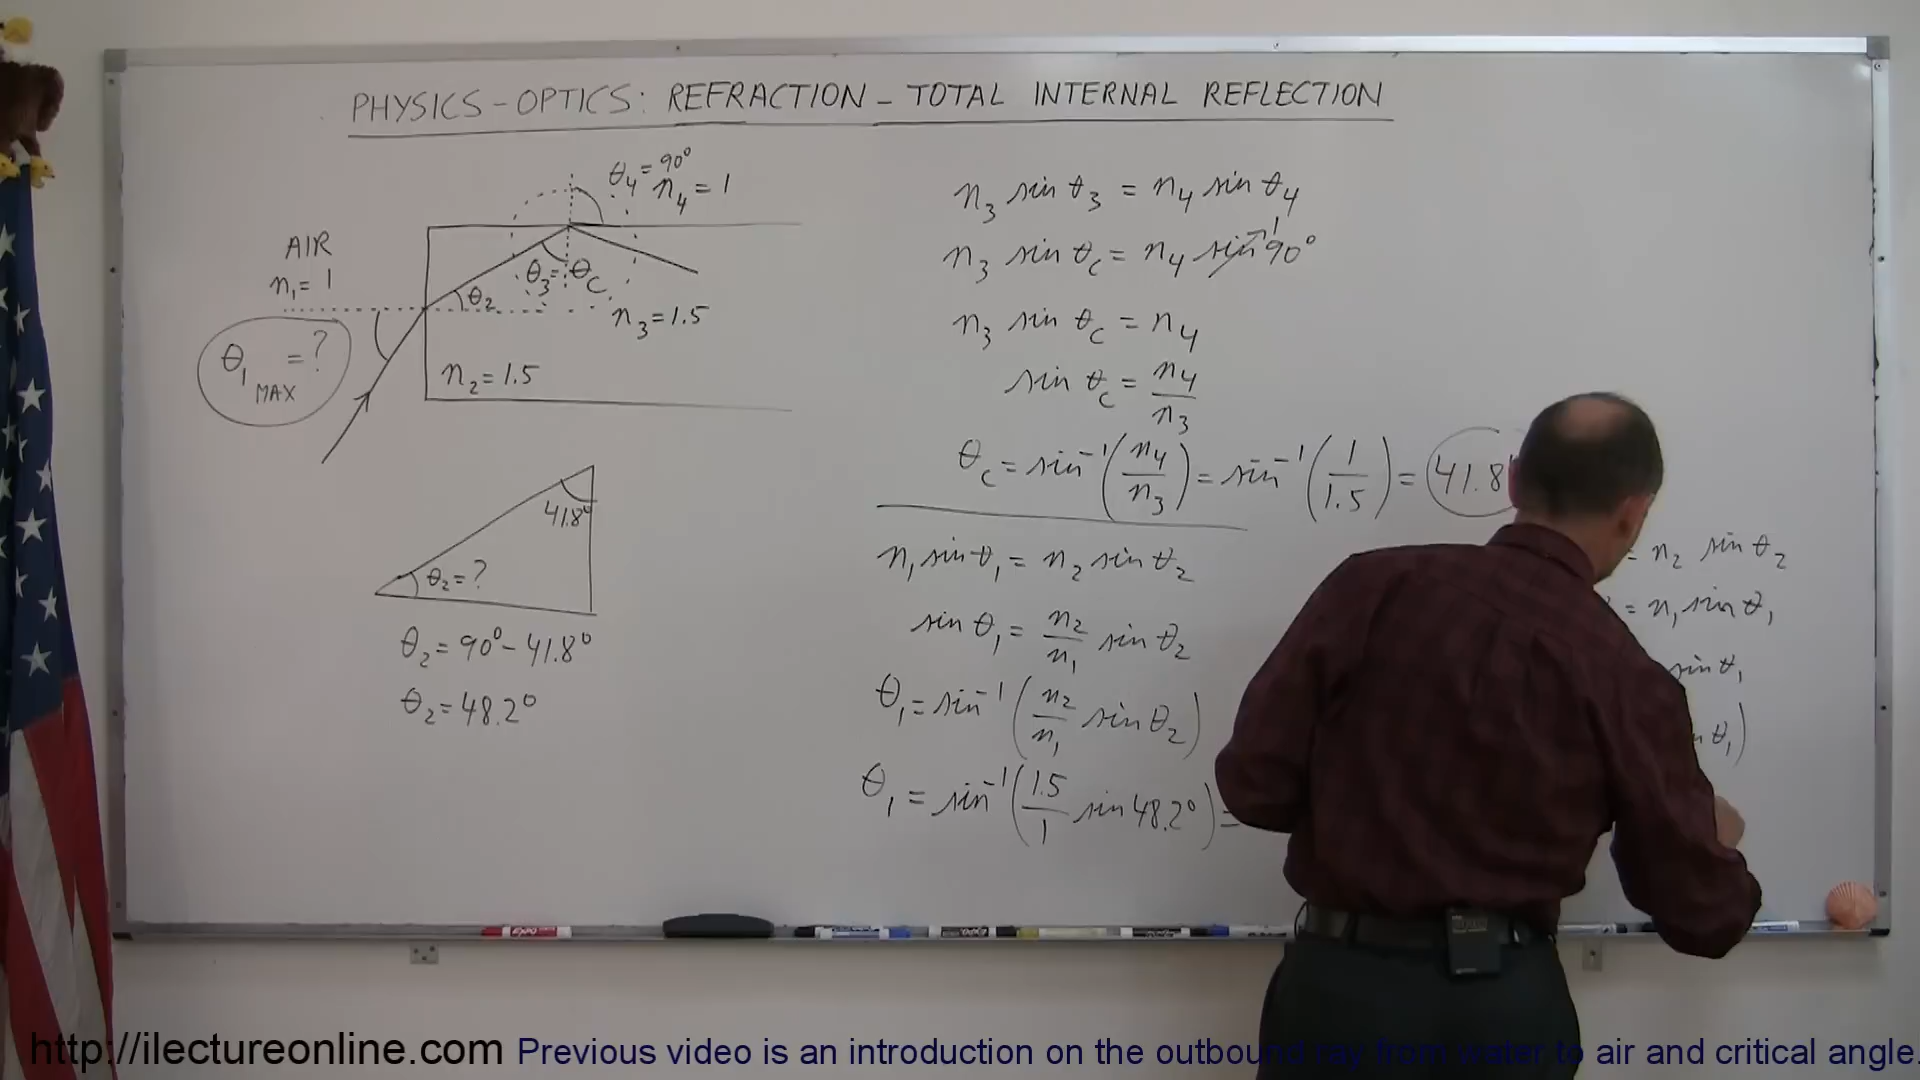 PHYSICS - OPTICS: REFRACTION - TOTAL INTERNAL REFLECTION
θ4 = 90°
n4 = 1
AIR
n1 = 1
θ3 = θc
θ2
n3 = 1.5
θ1 MAX = ?
n2 = 1.5
41.8°
θ2 = ?
θ2 = 90° - 41.8°
θ2 = 48.2°
n3 sin θ3 = n4 sin θ4
n3 sin θc = n4 sin 90° 1
n3 sin θc = n4
sin θc = n4/n3
θc = sin⁻¹(n4/n3) = sin⁻¹(1/1.5) = 41.8
n1 sin θ1 = n2 sin θ2
sin θ1 = n2/n1 sin θ2
θ1 = sin⁻¹(n2/n1 sin θ2)
θ1 = sin⁻¹(1.5/1 sin 48.2°) =
= n2 sin θ2
= n1 sin θ1
sin θ1
θ1)
http://ilectureonline.com Previous video is an introduction on the outbound ray from water to air and critical angle.